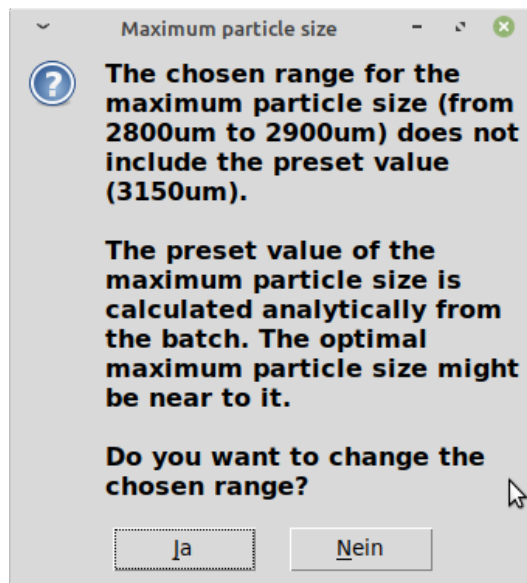 Maximum particle size
The chosen range for the
maximum particle size (from
2800um to 2900um) does not
include the preset value
(3150um).
The preset value of the
maximum particle size is
calculated analytically from
the batch. The optimal
maximum particle size might
be near to it.
Do you want to change the
chosen range?
Ja
Nein